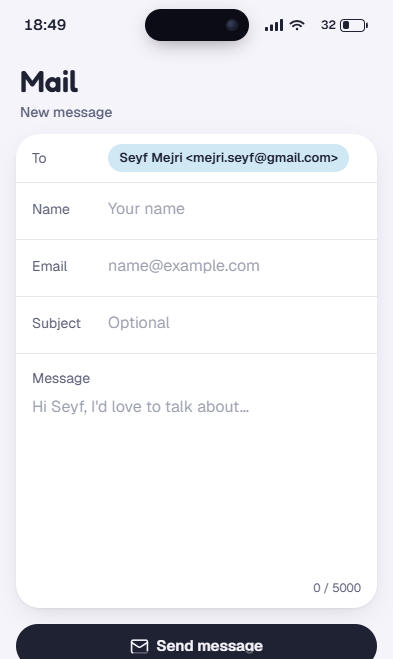 18:49
32
Mail
New message
To
Seyf Mejri <mejri.seyf@gmail.com>
Name
Your name
Email
name@example.com
Subject
Optional
Message
Hi Seyf, I'd love to talk about…
0 / 5000
Send message